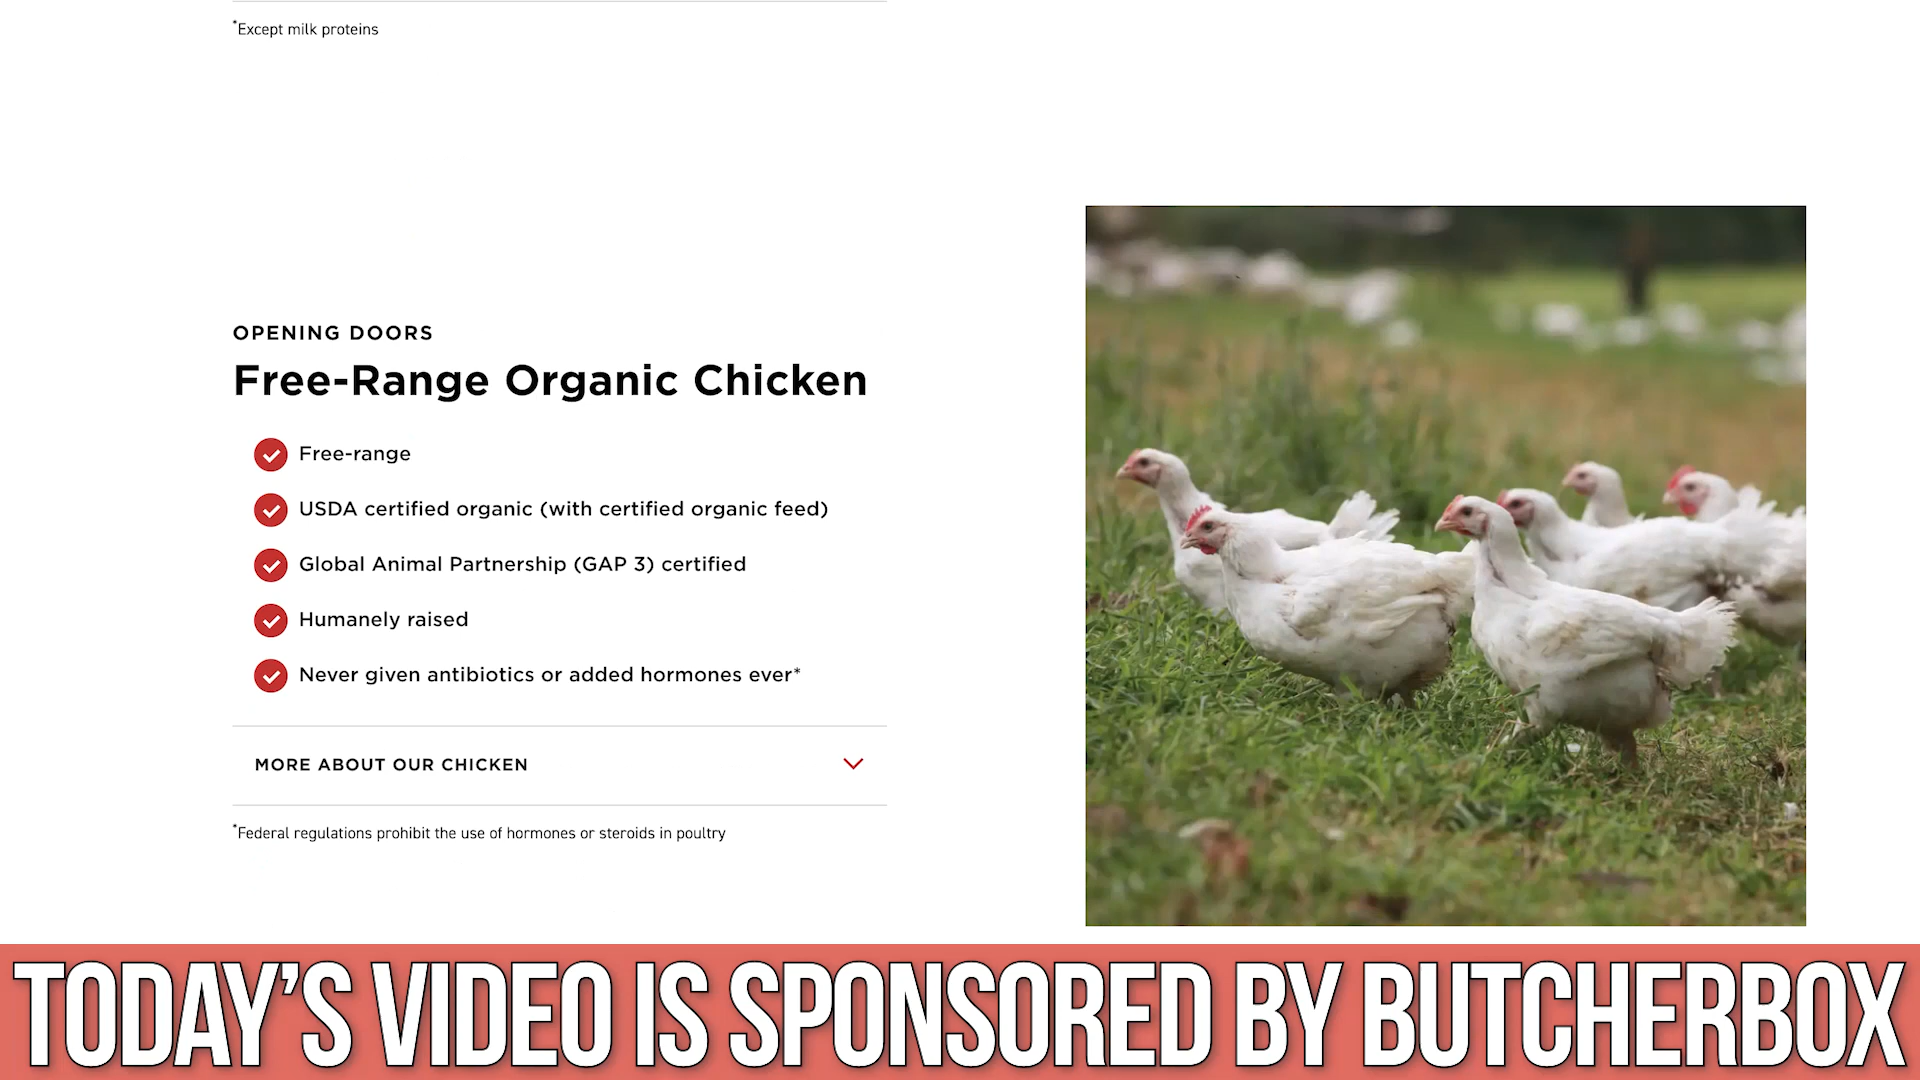 *Except milk proteins
OPENING DOORS
Free-Range Organic Chicken
Free-range
USDA certified organic (with certified organic feed)
Global Animal Partnership (GAP 3) certified
Humanely raised
Never given antibiotics or added hormones ever*
MORE ABOUT OUR CHICKEN
*Federal regulations prohibit the use of hormones or steroids in poultry
TODAY'S VIDEO IS SPONSORED BY BUTCHERBOX